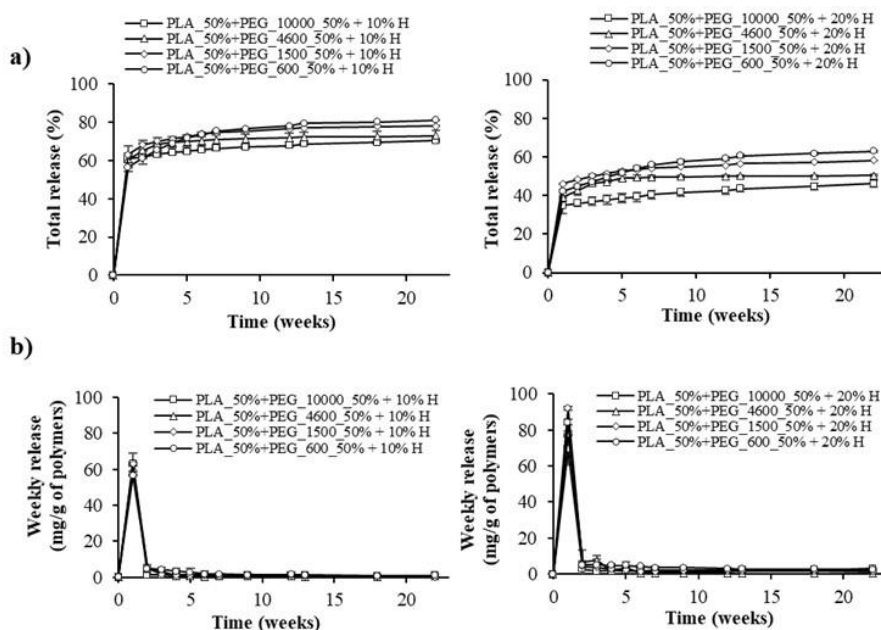 a)
PLA_50%+PEG_10000_50% + 10% H
PLA_50%+PEG_4600_50% + 10% H
PLA_50%+PEG_1500_50% + 10% H
PLA_50%+PEG_600_50% + 10% H
100
80
60
40
20
0
Total release (%)
0 5 10 15 20
Time (weeks)
PLA_50%+PEG_10000_50% + 20% H
PLA_50%+PEG_4600_50% + 20% H
PLA_50%+PEG_1500_50% + 20% H
PLA_50%+PEG_600_50% + 20% H
100
80
60
40
20
0
Total release (%)
0 5 10 15 20
Time (weeks)
b)
PLA_50%+PEG_10000_50% + 10% H
PLA_50%+PEG_4600_50% + 10% H
PLA_50%+PEG_1500_50% + 10% H
PLA_50%+PEG_600_50% + 10% H
100
80
60
40
20
0
Weekly release
(mg/g of polymers)
0 5 10 15 20
Time (weeks)
PLA_50%+PEG_10000_50% + 20% H
PLA_50%+PEG_4600_50% + 20% H
PLA_50%+PEG_1500_50% + 20% H
PLA_50%+PEG_600_50% + 20% H
100
80
60
40
20
0
Weekly release
(mg/g of polymers)
0 5 10 15 20
Time (weeks)